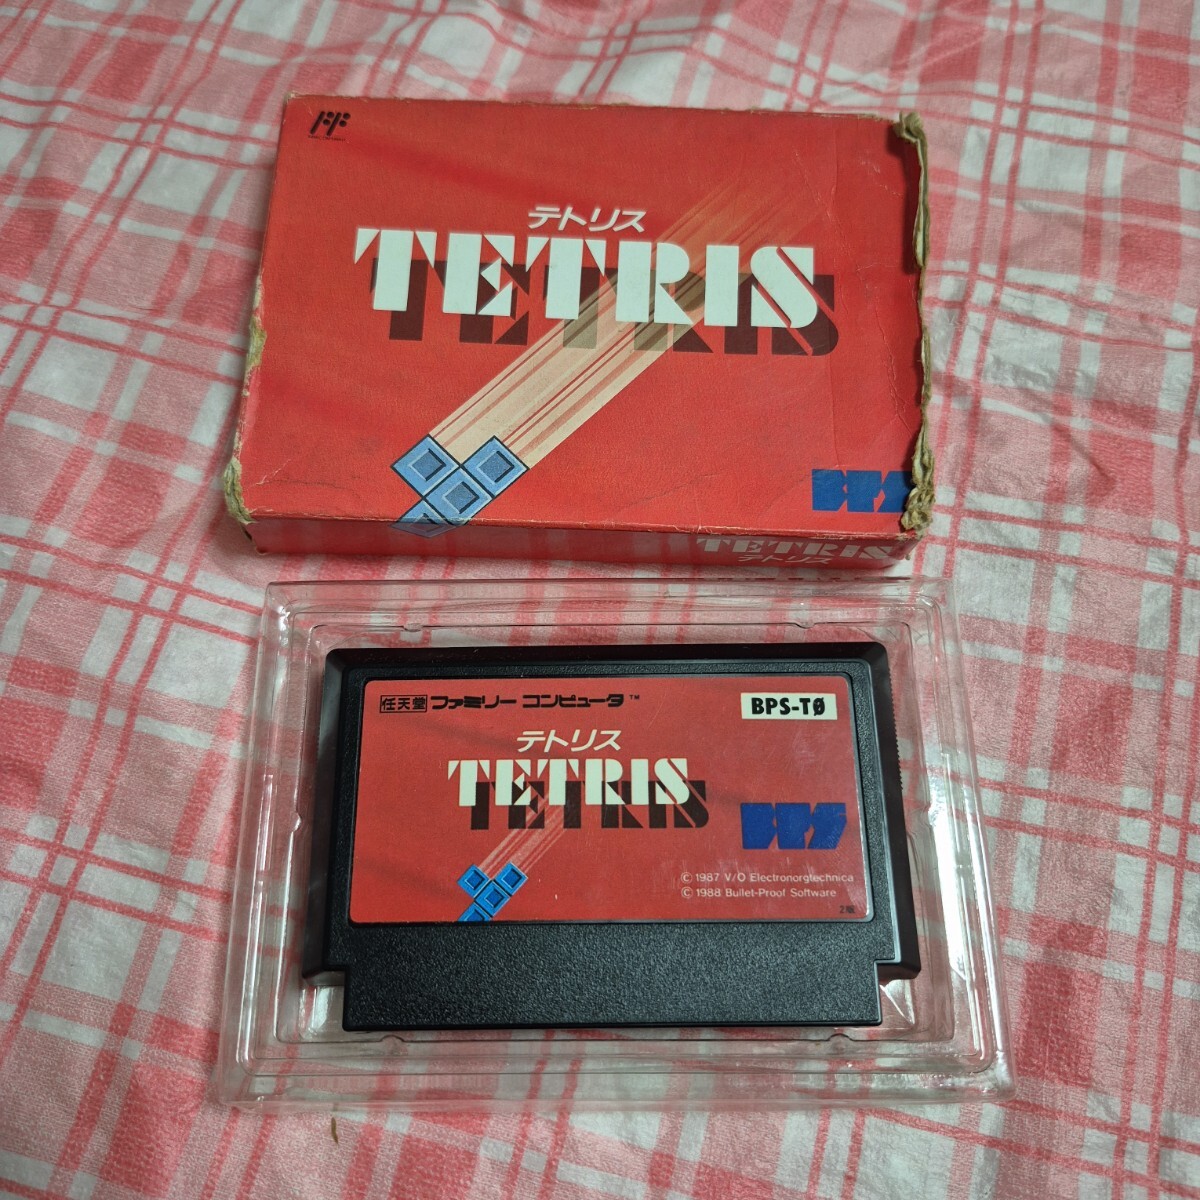 テトリス
TETRIS
BPS
TETRIS
テトリス
任天堂 ファミリーコンピュータ™
BPS-TØ
テトリス
TETRIS
BPS
© 1987 V/O Electronorgtechnica
© 1988 Bullet-Proof Software